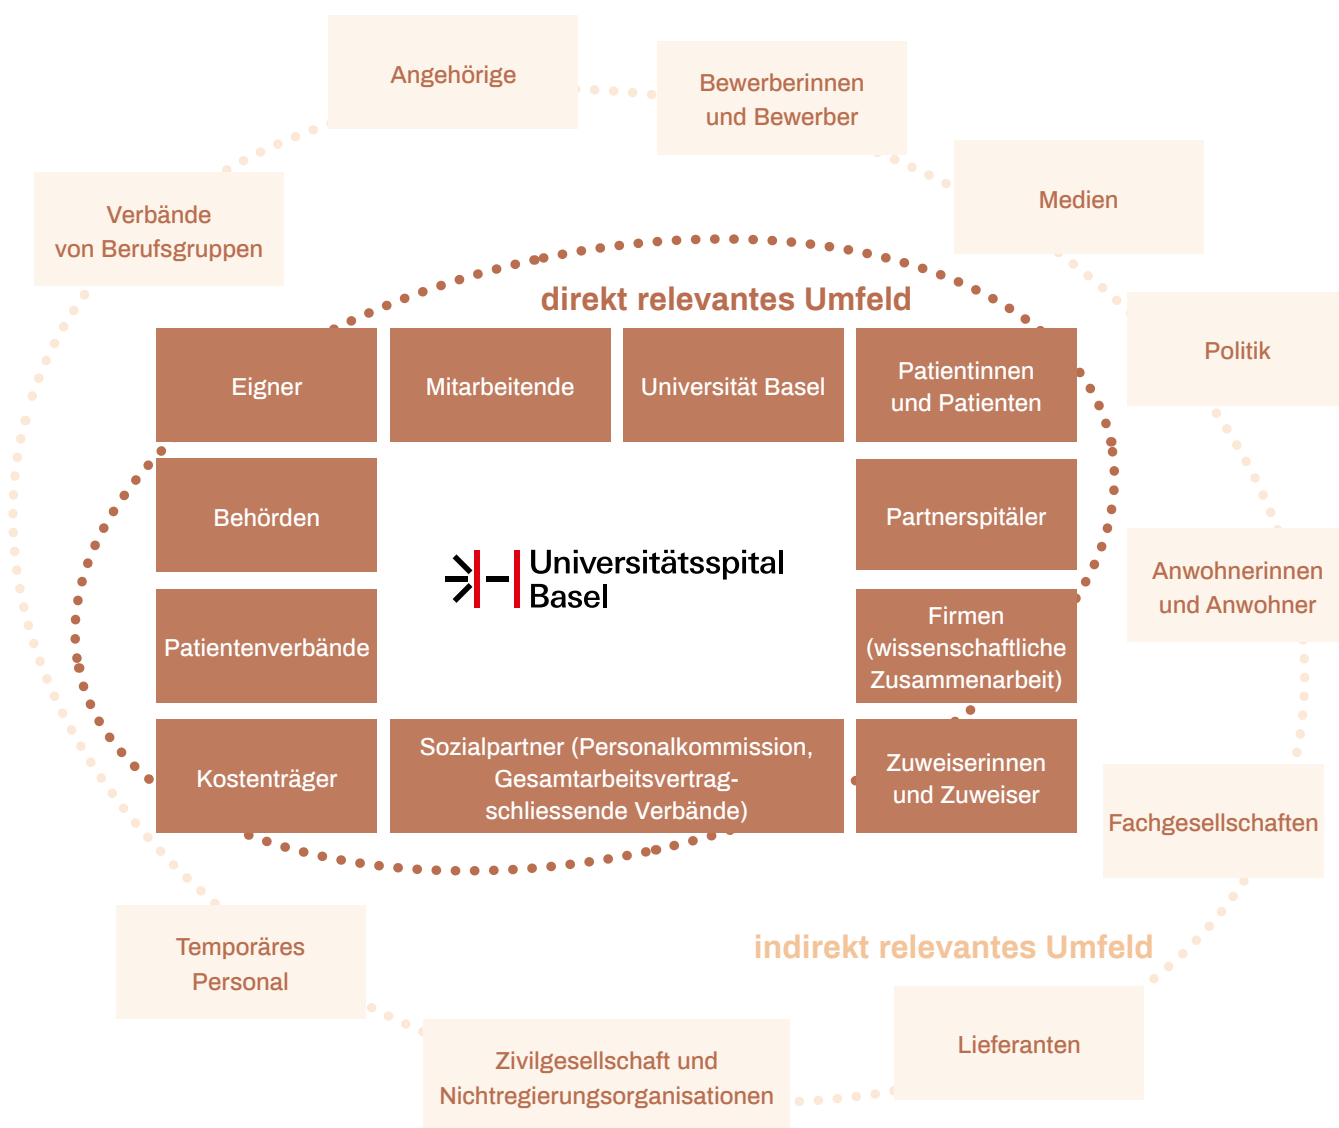 Angehörige
Bewerberinnen
und Bewerber
Medien
Verbände
von Berufsgruppen
direkt relevantes Umfeld
Politik
Eigner
Mitarbeitende
Universität Basel
Patientinnen
und Patienten
Behörden
Partnerspitäler
Universitätsspital
Basel
Anwohnerinnen
und Anwohner
Patientenverbände
Firmen
(wissenschaftliche
Zusammenarbeit)
Kostenträger
Sozialpartner (Personalkommission,
Gesamtarbeitsvertrag-
schliessende Verbände)
Zuweiserinnen
und Zuweiser
Fachgesellschaften
Temporäres
Personal
indirekt relevantes Umfeld
Zivilgesellschaft und
Nichtregierungsorganisationen
Lieferanten